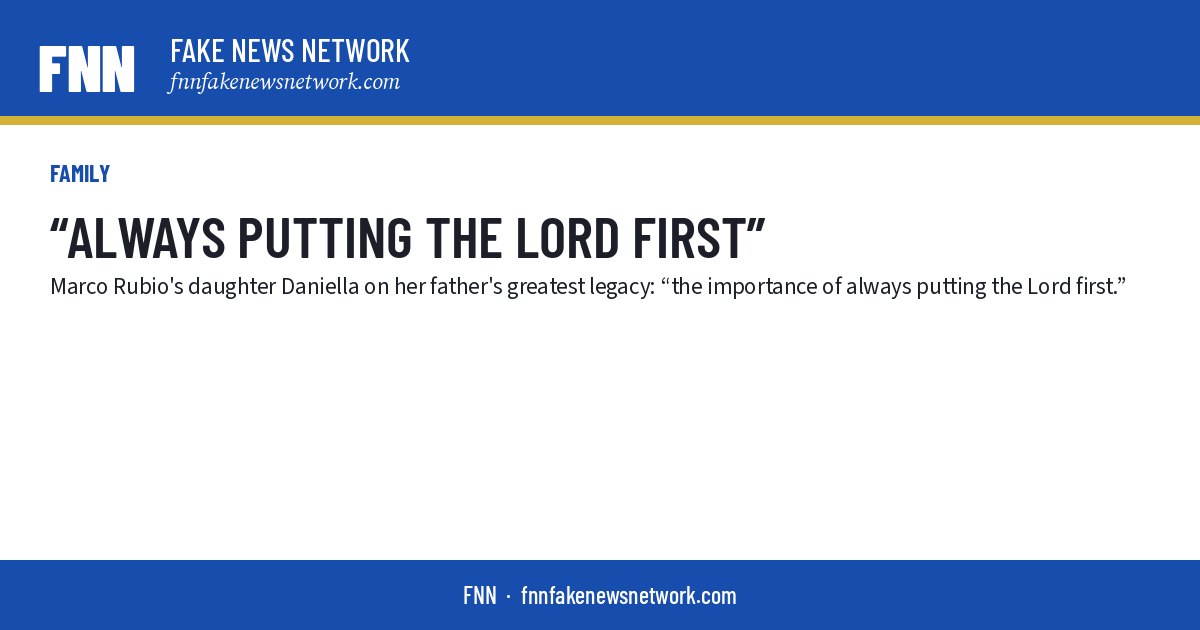 FNN
FAKE NEWS NETWORK
fnnfakenewsnetwork.com
FAMILY
“ALWAYS PUTTING THE LORD FIRST”
Marco Rubio's daughter Daniella on her father's greatest legacy: “the importance of always putting the Lord first.”
FNN · fnnfakenewsnetwork.com